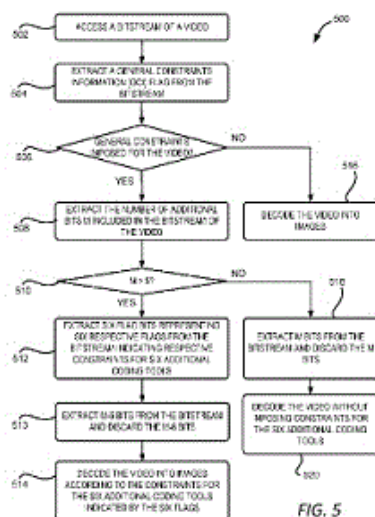 500
502
ACCESS A BITSTREAM OF A VIDEO
504
EXTRACT A GENERAL CONSTRAINTS
INFORMATION (GCI) FLAG FROM THE
BITSTREAM
506
GENERAL CONSTRAINTS
IMPOSED FOR THE VIDEO?
NO
YES
516
DECODE THE VIDEO INTO
IMAGES
508
EXTRACT THE NUMBER OF ADDITIONAL
BITS M INCLUDED IN THE BITSTREAM OF
THE VIDEO
510
M > 5?
NO
YES
518
512
EXTRACT SIX FLAG BITS REPRESENTING
SIX RESPECTIVE FLAGS FROM THE
BITSTREAM INDICATING RESPECTIVE
CONSTRAINTS FOR SIX ADDITIONAL
CODING TOOLS
EXTRACT M BITS FROM THE
BITSTREAM AND DISCARD THE M
BITS
513
EXTRACT M-6 BITS FROM THE BITSTREAM
AND DISCARD THE M-6 BITS
DECODE THE VIDEO WITHOUT
IMPOSING CONSTRAINTS FOR
THE SIX ADDITIONAL CODING
TOOLS
520
514
DECODE THE VIDEO INTO IMAGES
ACCORDING TO THE CONSTRAINTS FOR
THE SIX ADDITIONAL CODING TOOLS
INDICATED BY THE SIX FLAGS
FIG. 5